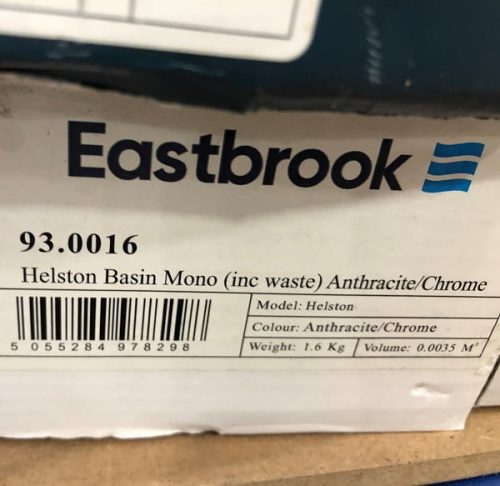 Eastbrook
93.0016
Helston Basin Mono (inc waste) Anthracite/Chrome
Model: Helston
Colour: Anthracite/Chrome
Weight: 1.6 Kg Volume: 0.0035 M³
5 055284 978298